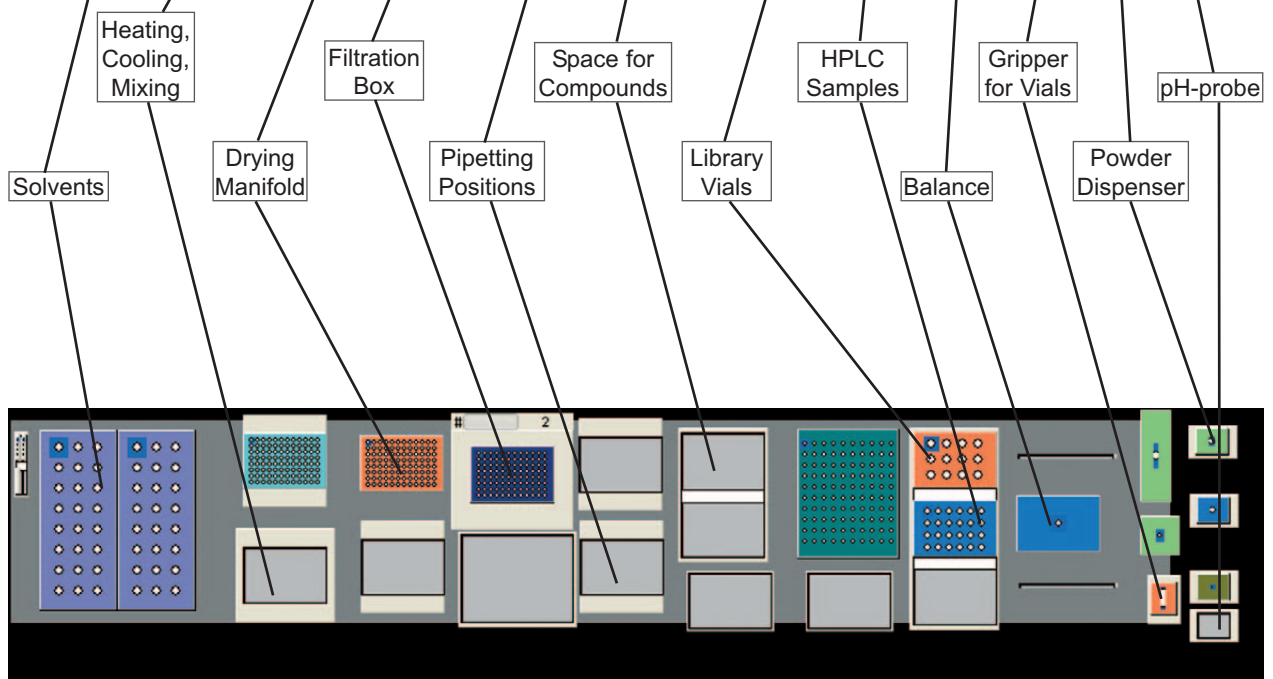 Heating,
Cooling,
Mixing
Filtration
Box
Space for
Compounds
HPLC
Samples
Gripper
for Vials
pH-probe
Solvents
Drying
Manifold
Pipetting
Positions
Library
Vials
Balance
Powder
Dispenser
# 2